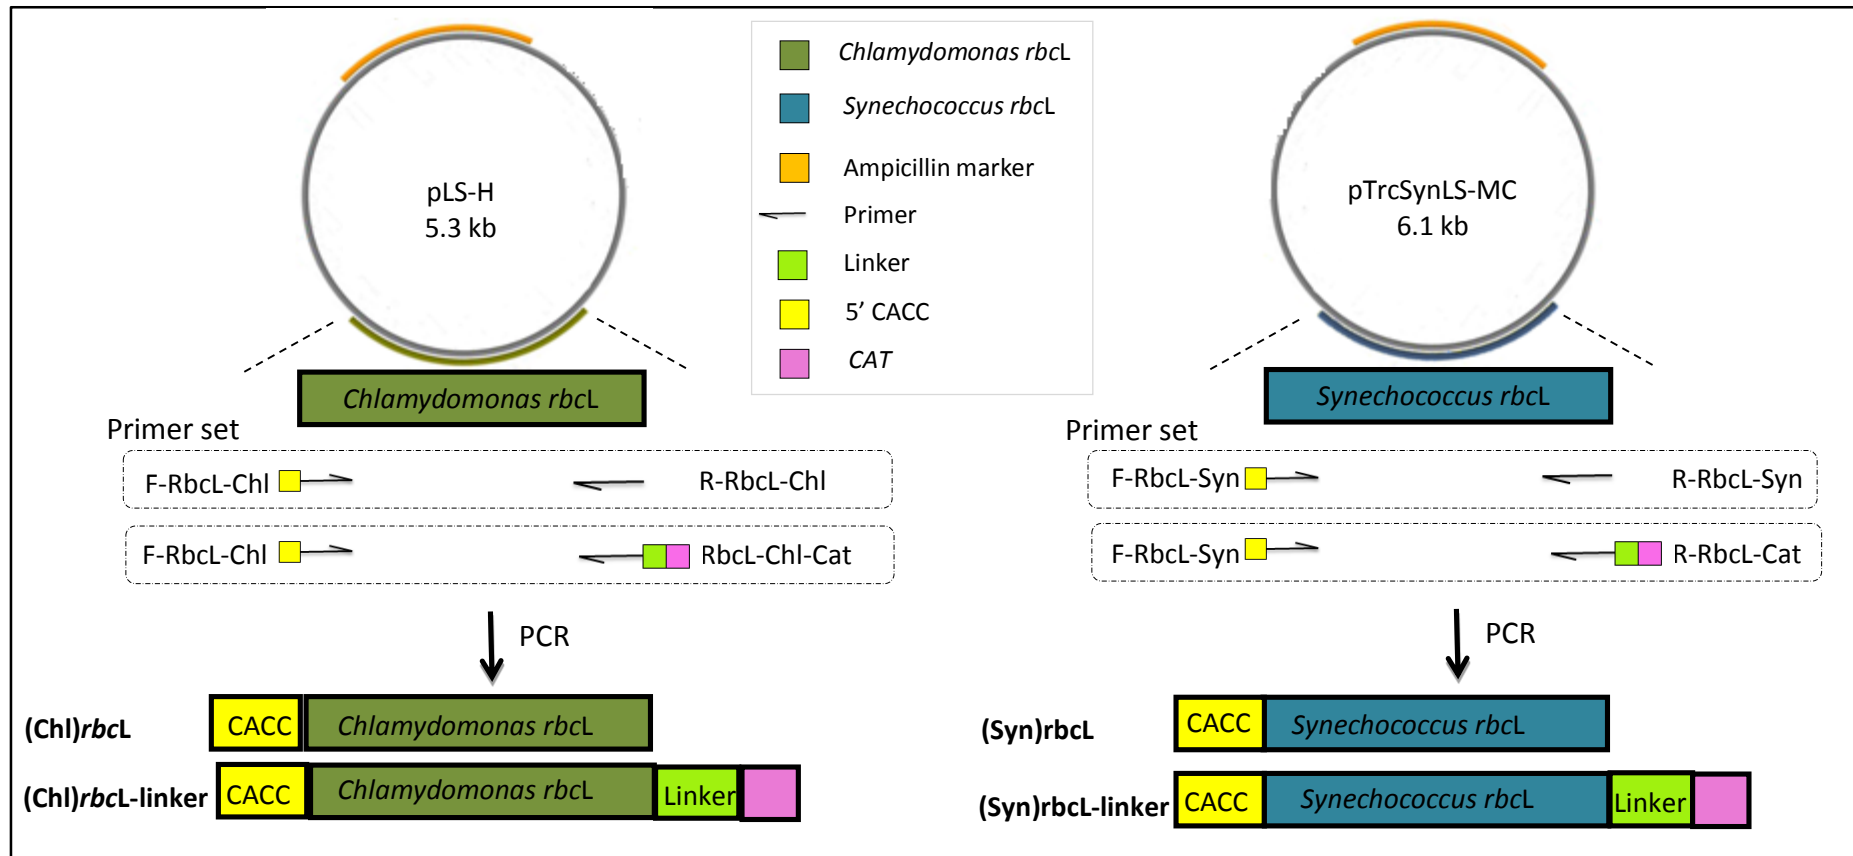 pLS-H
5.3 kb
Chlamydomonas rbcL
Synechococcus rbcL
Ampicillin marker
Primer
Linker
5’ CACC
CAT
pTrcSynLS-MC
6.1 kb
Chlamydomonas rbcL
Primer set
F-RbcL-Chl R-RbcL-Chl
F-RbcL-Chl RbcL-Chl-Cat
PCR
(Chl)rbcL CACC Chlamydomonas rbcL
(Chl)rbcL-linker CACC Chlamydomonas rbcL Linker
Synechococcus rbcL
Primer set
F-RbcL-Syn R-RbcL-Syn
F-RbcL-Syn R-RbcL-Cat
PCR
(Syn)rbcL CACC Synechococcus rbcL
(Syn)rbcL-linker CACC Synechococcus rbcL Linker